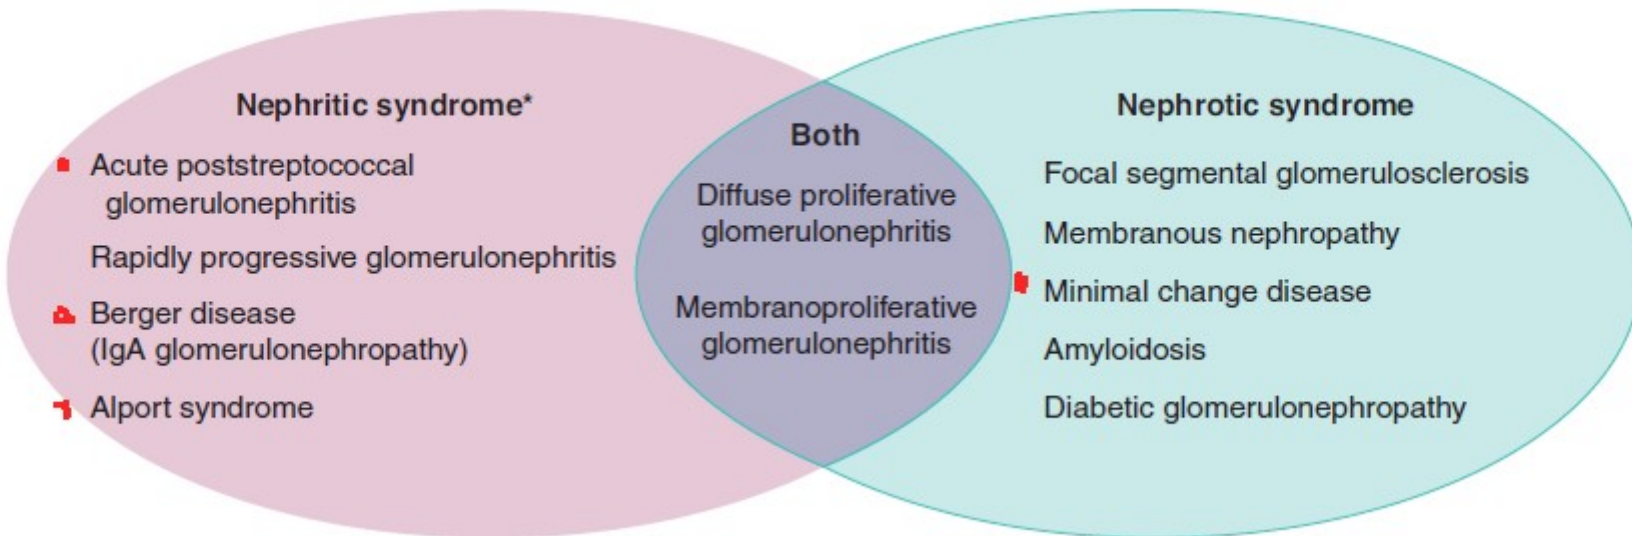 Nephritic syndrome*
Acute poststreptococcal
glomerulonephritis
Rapidly progressive glomerulonephritis
Berger disease
(IgA glomerulonephropathy)
Alport syndrome
Both
Diffuse proliferative
glomerulonephritis
Membranoproliferative
glomerulonephritis
Nephrotic syndrome
Focal segmental glomerulosclerosis
Membranous nephropathy
Minimal change disease
Amyloidosis
Diabetic glomerulonephropathy